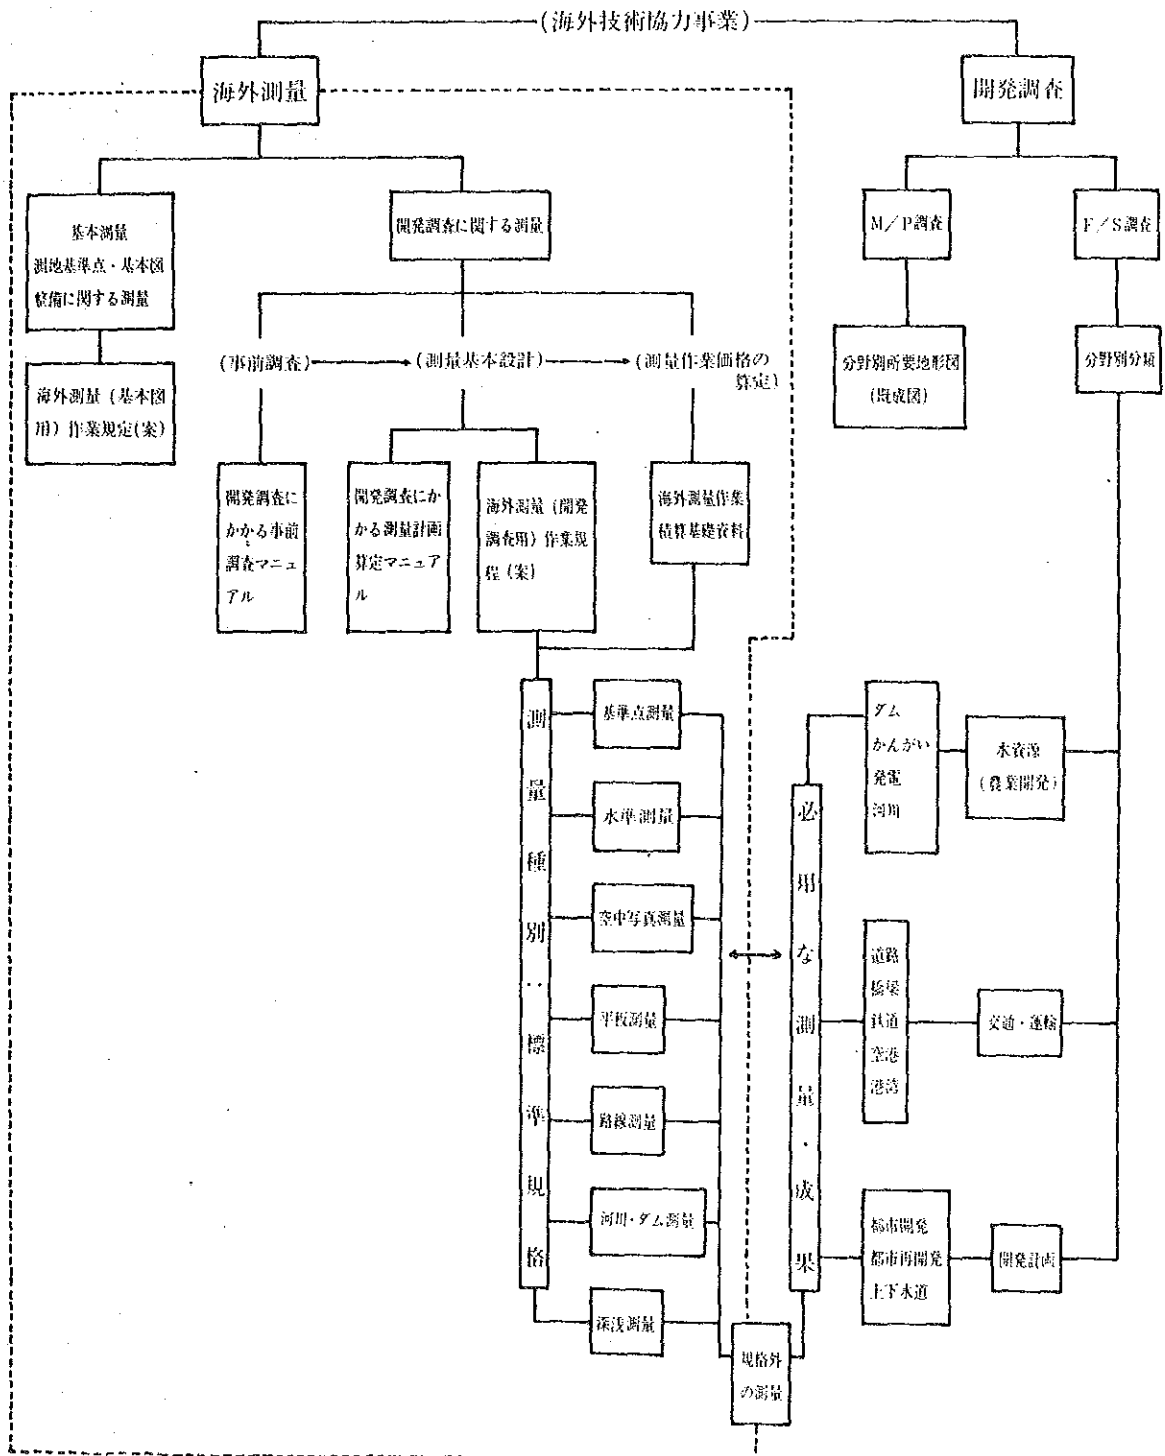 (海外技術協力事業)
海外測量
開発調査
基本測量
測地基準点・基本図
整備に関する測量
開発調査に関する測量
M/P調査
F/S調査
海外測量(基本図
用)作業規定(案)
(事前調査)
(測量基本設計)
(測量作業価格の
算定)
分野別所要地形図
(既成図)
分野別分類
開発調査に
かかる事前
調査マニュ
アル
開発調査にか
かる測量計画
算定マニュア
ル
海外測量(開発
調査用)作業規
程(案)
海外測量作業
積算基礎資料
測量種別:標準規格
基準点測量
水準測量
空中写真測量
平板測量
路線測量
河川・ダム測量
深浅測量
規格外
の測量
必用な測量・成果
ダム
かんがい
発電
河川
水資源
(農業開発)
道路
橋梁
鉄道
空港
港湾
交通・運輸
都市開発
都市再開発
上下水道
開発計画